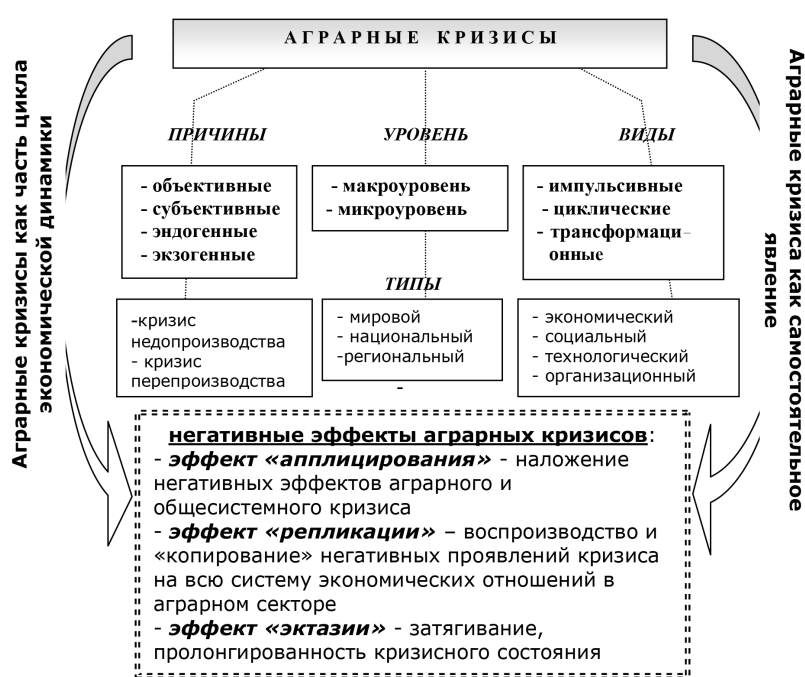 АГРАРНЫЕ КРИЗИСЫ
Аграрные кризисы как часть цикла
экономической динамики
Аграрные кризиса как самостоятельное
явление
ПРИЧИНЫ
- объективные
- субъективные
- эндогенные
- экзогенные
УРОВЕНЬ
- макроуровень
- микроуровень
ВИДЫ
- импульсивные
- циклические
- трансформаци–
онные
ТИПЫ
-кризис
недопроизводства
- кризис
перепроизводства
- мировой
- национальный
-региональный
-
- экономический
- социальный
- технологический
- организационный
негативные эффекты аграрных кризисов:
- эффект «апплицирования» - наложение
негативных эффектов аграрного и
общесистемного кризиса
- эффект «репликации» – воспроизводство и
«копирование» негативных проявлений кризиса
на всю систему экономических отношений в
аграрном секторе
- эффект «эктазии» - затягивание,
пролонгированность кризисного состояния